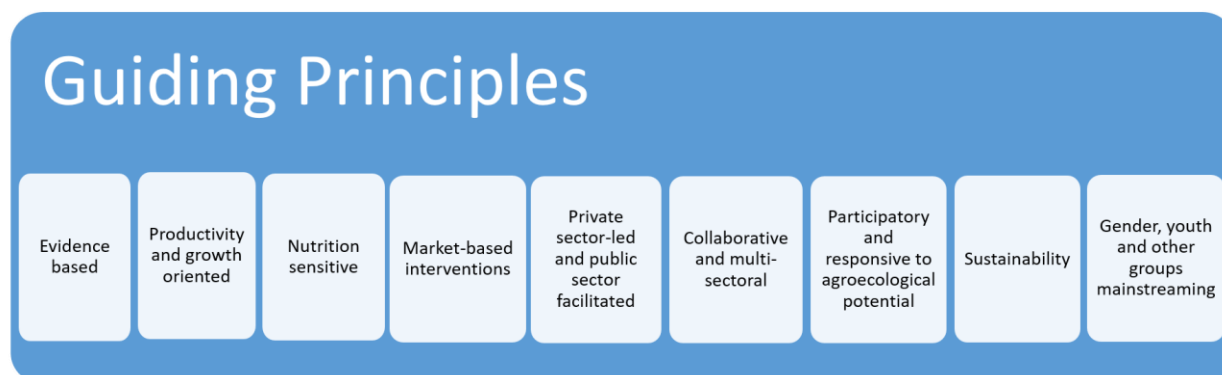 Guiding Principles
Evidence
based
Productivity
and growth
oriented
Nutrition
sensitive
Market-based
interventions
Private
sector-led
and public
sector
facilitated
Collaborative
and multi-
sectoral
Participatory
and
responsive to
agroecological
potential
Sustainability
Gender, youth
and other
groups
mainstreaming